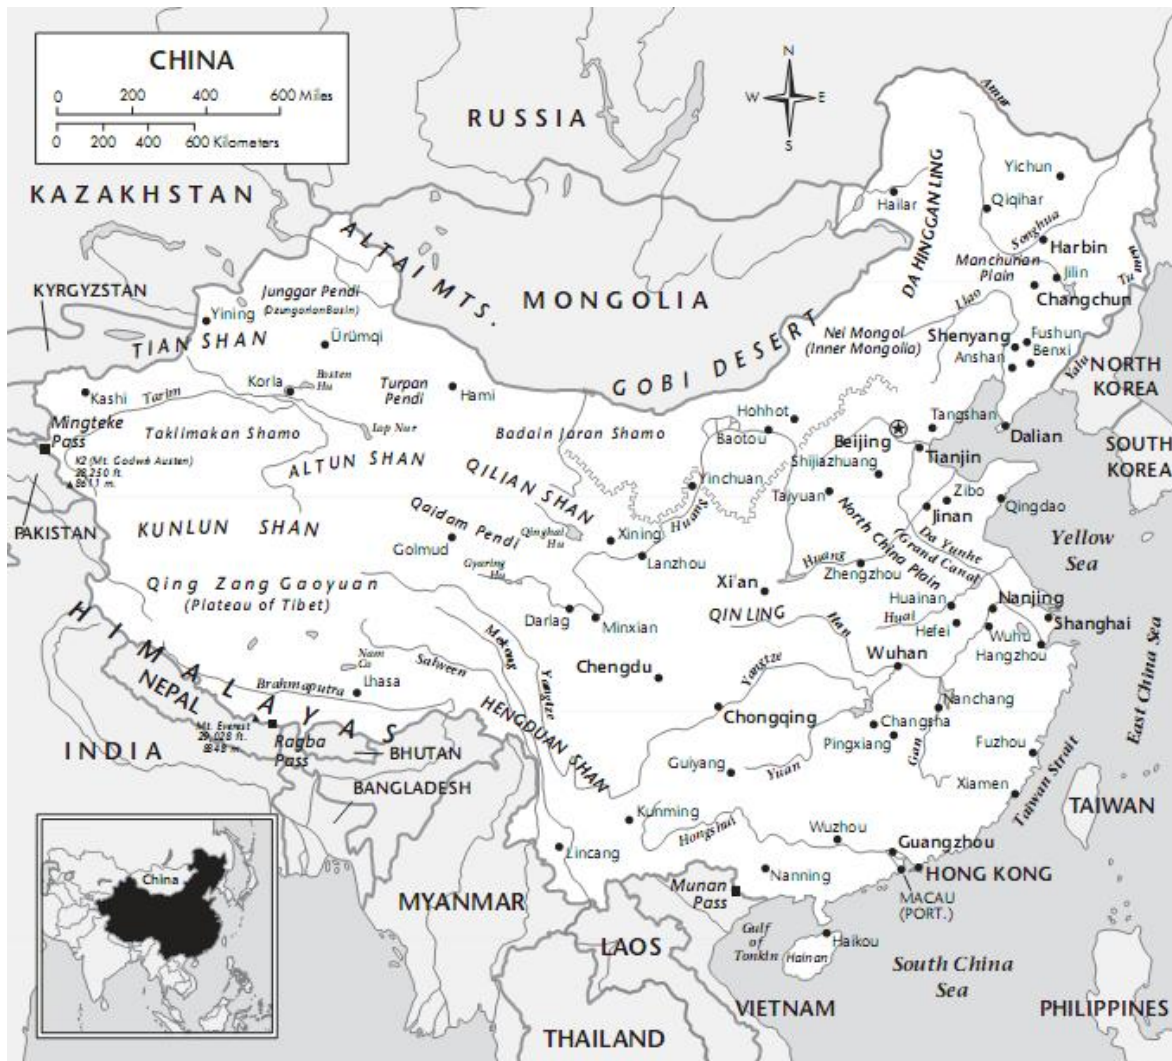 CHINA
0 200 400 600 Miles
0 200 400 600 Kilometers
N
W E
S
RUSSIA
KAZAKHSTAN
KYRGYZSTAN
MONGOLIA
ALTAI MTS.
Amur
Yichun
Hailar
Qiqihar
DA HINGGAN LING
Songhua
Harbin
Manchurian
Plain
Jilin
Tu
men
Changchun
Junggar Pendi
(Dzungarian Basin)
Yining
TIAN SHAN
Ürümqi
Liao
Nei Mongol
(Inner Mongolia)
Shenyang
Fushun
Benxi
Anshan
NORTH
KOREA
Yalu
GOBI DESERT
Kashi
Tarim
Korla
Bosten
Hu
Turpan
Pendi
Hami
Mingteke
Pass
Taklimakan Shamo
Lop Nur
Badain Jaran Shamo
Hohhot
Baotou
Beijing
Tangshan
Dalian
Tianjin
SOUTH
KOREA
K2 (Mt. Godwin Austen)
28,250 ft.
8611 m.
ALTUN SHAN
QILIAN SHAN
Yinchuan
Shijiazhuang
Taiyuan
Zibo
Qingdao
Jinan
PAKISTAN
KUNLUN SHAN
Qaidam Pendi
Golmud
Qinghai
Hu
Xining
Huang
Lanzhou
North China Plain
Da Yunhe
(Grand Canal)
Yellow
Sea
Gyaring
Hu
Huang
Zhengzhou
Qing Zang Gaoyuan
(Plateau of Tibet)
Xi'an
Huainan
Nanjing
Darlag
Minxian
QIN LING
Han
Huai
Hefei
Wuhu
Shanghai
Hangzhou
HIMALAYAS
Nam
Co
Salween
Mekong
Yangtze
Chengdu
Yangtze
Wuhan
East China Sea
NEPAL
Brahmaputra
Lhasa
HENGDUAN SHAN
Chongqing
Nanchang
Changsha
Pingxiang
Gan
Mt. Everest
29,028 ft.
8848 m.
Ragba
Pass
INDIA
BHUTAN
BANGLADESH
Guiyang
Yuan
Fuzhou
Xiamen
Taiwan Strait
TAIWAN
Kunming
Hongshui
Wuzhou
Guangzhou
Lincang
Nanning
HONG KONG
MACAU
(PORT.)
China
MYANMAR
Munan
Pass
LAOS
Gulf
of
Tonkin
Haikou
Hainan
South China
Sea
VIETNAM
PHILIPPINES
THAILAND